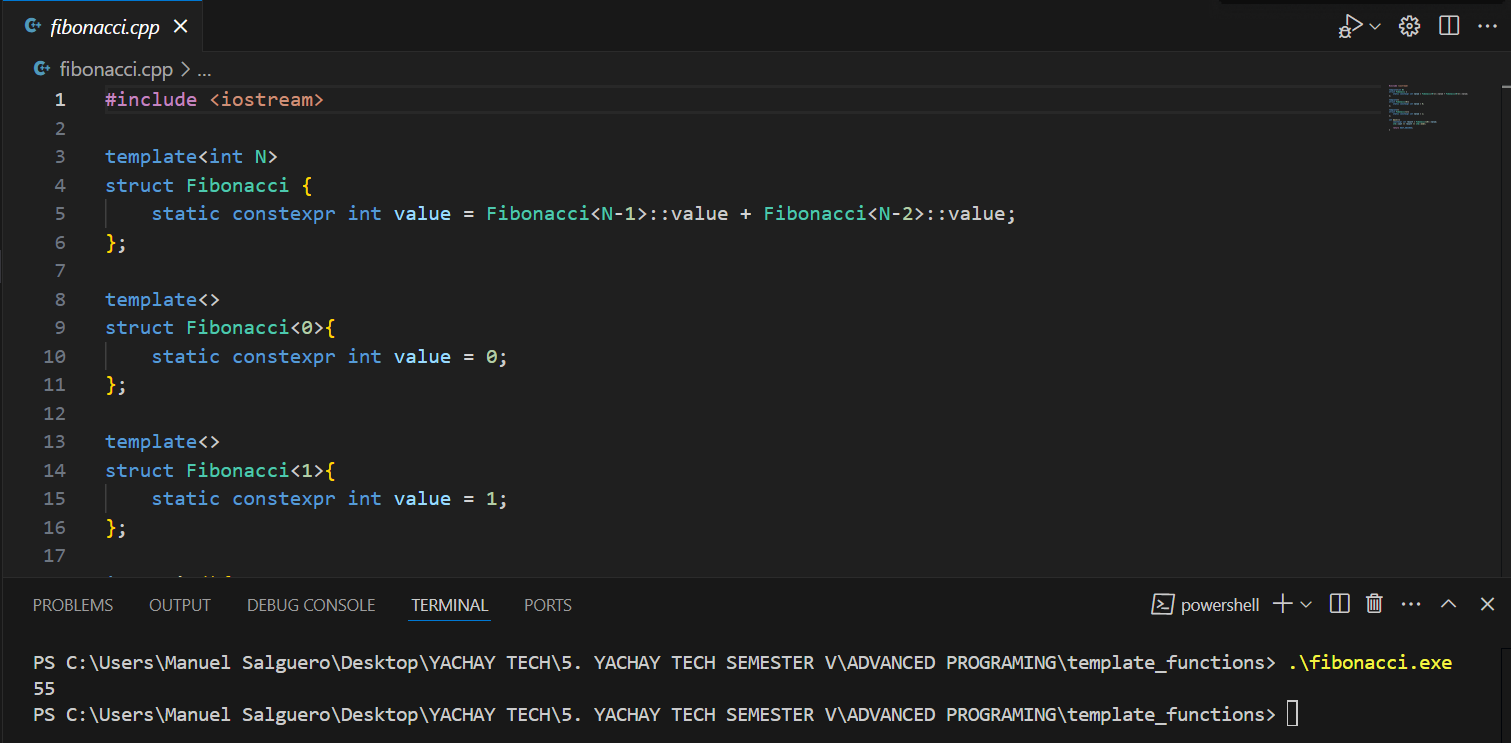 fibonacci.cpp
fibonacci.cpp > ...
1 #include <iostream>
2
3 template<int N>
4 struct Fibonacci {
5     static constexpr int value = Fibonacci<N-1>::value + Fibonacci<N-2>::value;
6 };
7
8 template<>
9 struct Fibonacci<0>{
10     static constexpr int value = 0;
11 };
12
13 template<>
14 struct Fibonacci<1>{
15     static constexpr int value = 1;
16 };
17
PROBLEMS OUTPUT DEBUG CONSOLE TERMINAL PORTS powershell
PS C:\Users\Manuel Salguero\Desktop\YACHAY TECH\5. YACHAY TECH SEMESTER V\ADVANCED PROGRAMING\template_functions> .\fibonacci.exe
55
PS C:\Users\Manuel Salguero\Desktop\YACHAY TECH\5. YACHAY TECH SEMESTER V\ADVANCED PROGRAMING\template_functions>